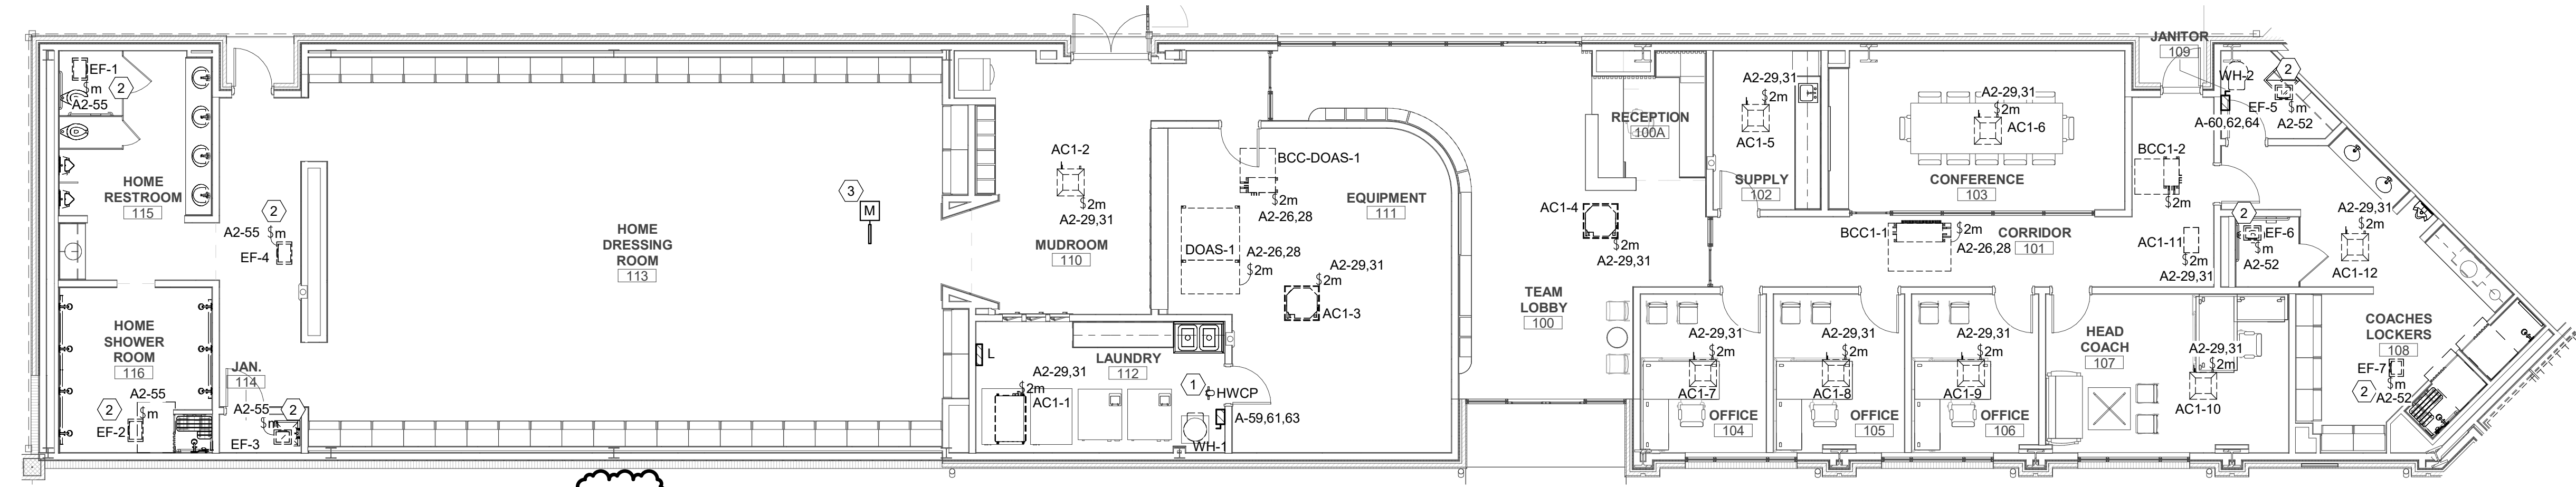 EF-1
$m
2
A2-55
HOME
RESTROOM
115
2
A2-55
$m
EF-4
HOME
SHOWER
ROOM
116
A2-55
$m
2
EF-2
JAN.
114
A2-55
2
$m
EF-3
HOME
DRESSING
ROOM
113
3
M
AC1-2
$2m
A2-29,31
MUDROOM
110
L
LAUNDRY
112
A2-29,31
$2m
AC1-1
1
HWCP
A-59,61,63
WH-1
BCC-DOAS-1
$2m
A2-26,28
DOAS-1
A2-26,28
$2m
EQUIPMENT
111
A2-29,31
$2m
AC1-3
AC1-4
$2m
A2-29,31
TEAM
LOBBY
100
RECEPTION
100A
A2-29,31
$2m
AC1-5
SUPPLY
102
A2-29,31
$2m
AC1-6
CONFERENCE
103
BCC1-1
$2m
A2-26,28
CORRIDOR
101
BCC1-2
$2m
AC1-11
$2m
A2-29,31
JANITOR
109
WH-2
2
EF-5
$m
A-60,62,64
A2-52
2
EF-6
$m
A2-52
A2-29,31
$2m
AC1-12
A2-29,31
$2m
AC1-7
OFFICE
104
A2-29,31
$2m
AC1-8
OFFICE
105
A2-29,31
$2m
AC1-9
OFFICE
106
HEAD
COACH
107
A2-29,31
$2m
AC1-10
COACHES
LOCKERS
108
EF-7
$m
2
A2-52